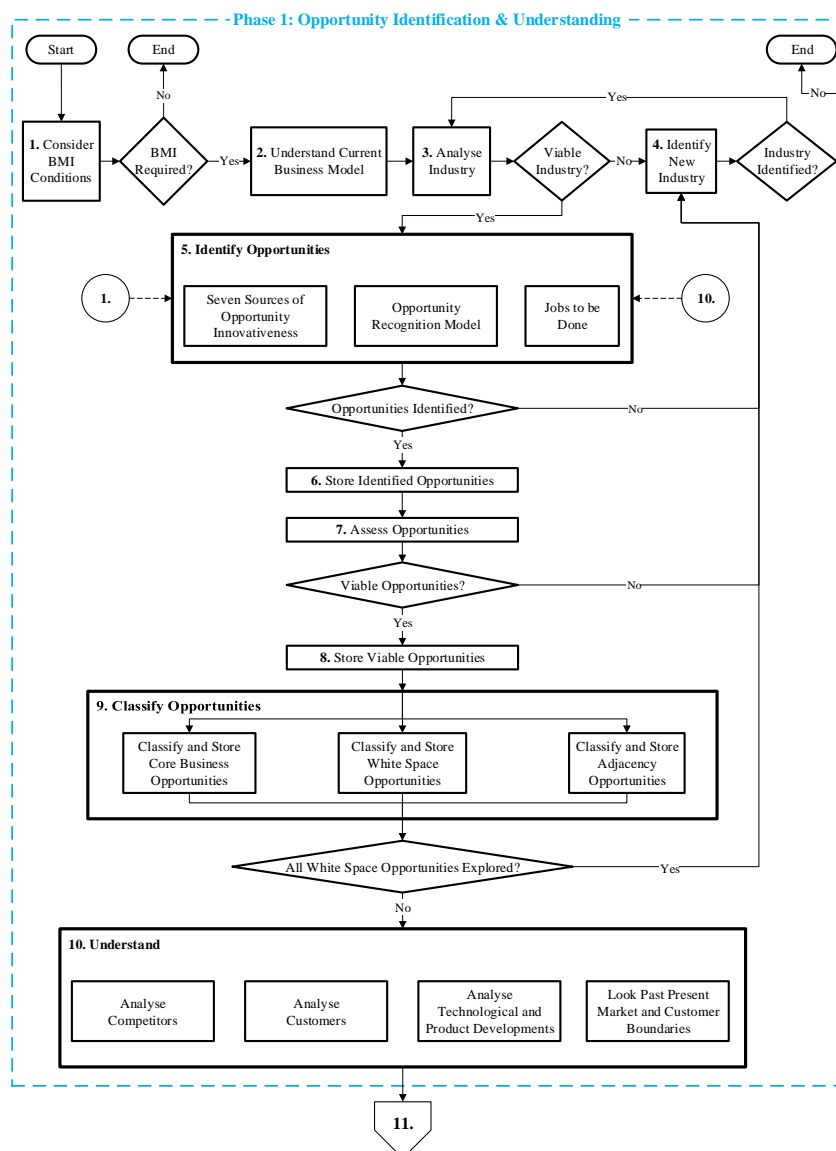 Phase 1: Opportunity Identification & Understanding
Start
End
End
No
No
Yes
1. Consider
BMI
Conditions
BMI
Required?
Yes
2. Understand Current
Business Model
3. Analyse
Industry
Viable
Industry?
No
4. Identify
New
Industry
Industry
Identified?
Yes
5. Identify Opportunities
1.
Seven Sources of
Opportunity
Innovativeness
Opportunity
Recognition Model
Jobs to be
Done
10.
Opportunities Identified?
No
Yes
6. Store Identified Opportunities
7. Assess Opportunities
Viable Opportunities?
No
Yes
8. Store Viable Opportunities
9. Classify Opportunities
Classify and Store
Core Business
Opportunities
Classify and Store
White Space
Opportunities
Classify and Store
Adjacency
Opportunities
All White Space Opportunities Explored?
Yes
No
10. Understand
Analyse
Competitors
Analyse
Customers
Analyse
Technological and
Product Developments
Look Past Present
Market and Customer
Boundaries
11.